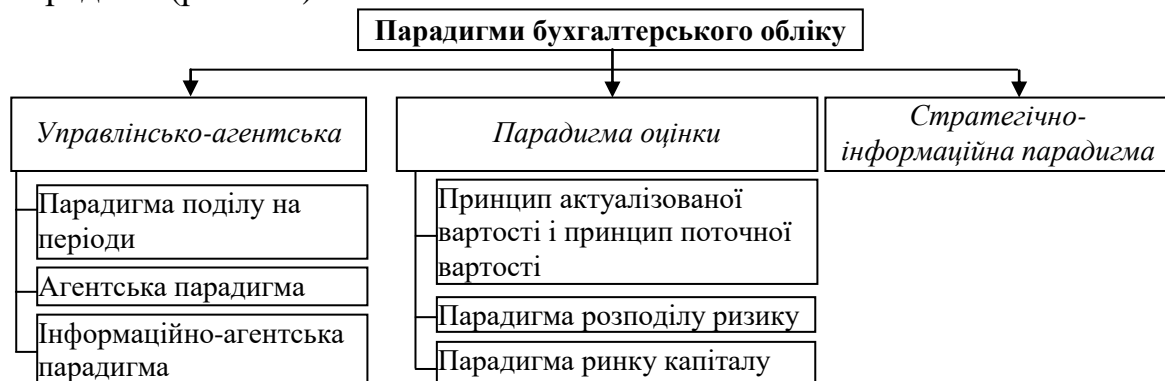 Парадигми бухгалтерського обліку
Управлінсько-агентська
Парадигма поділу на
періоди
Агентська парадигма
Інформаційно-агентська
парадигма
Парадигма оцінки
Принцип актуалізованої
вартості і принцип поточної
вартості
Парадигма розподілу ризику
Парадигма ринку капіталу
Стратегічно-
інформаційна парадигма